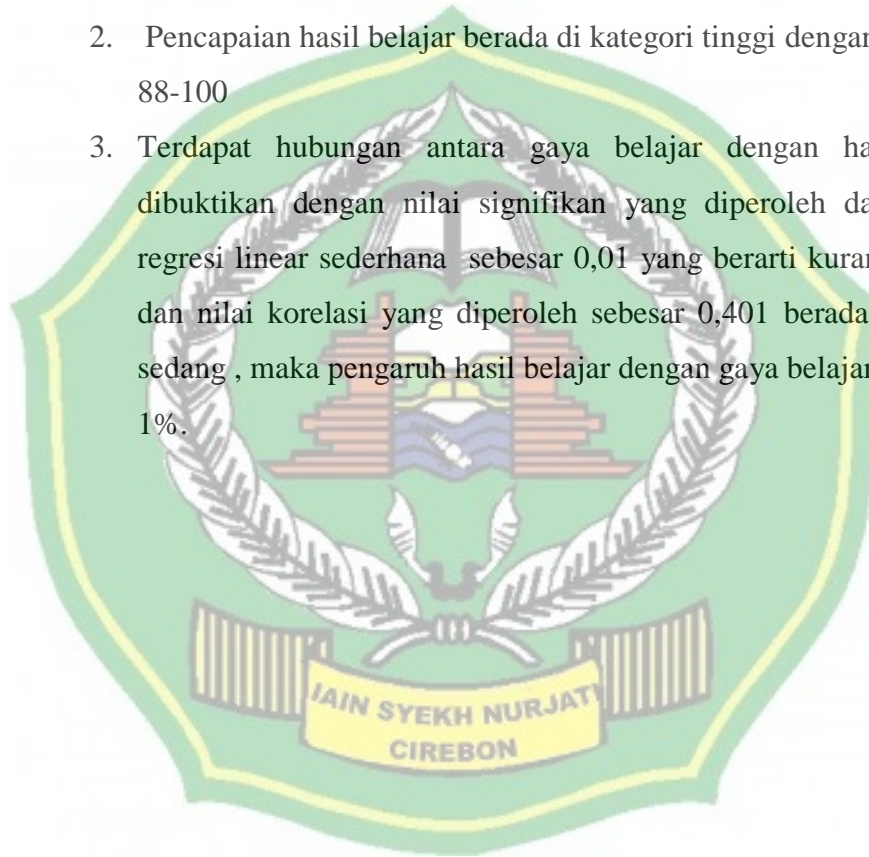 2. Pencapaian hasil belajar berada di kategori tinggi dengan
88-100
3. Terdapat hubungan antara gaya belajar dengan ha
dibuktikan dengan nilai signifikan yang diperoleh da
regresi linear sederhana sebesar 0,01 yang berarti kuran
dan nilai korelasi yang diperoleh sebesar 0,401 berada
sedang , maka pengaruh hasil belajar dengan gaya belajar
1%.
IAIN SYEKH NURJATI
CIREBON